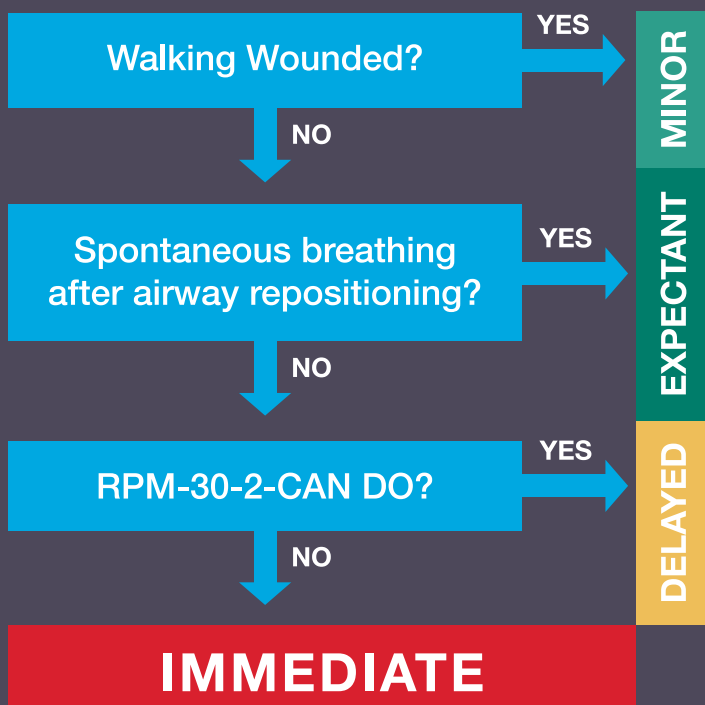 Walking Wounded?
YES
MINOR
NO
Spontaneous breathing
after airway repositioning?
YES
EXPECTANT
NO
RPM-30-2-CAN DO?
YES
DELAYED
NO
IMMEDIATE